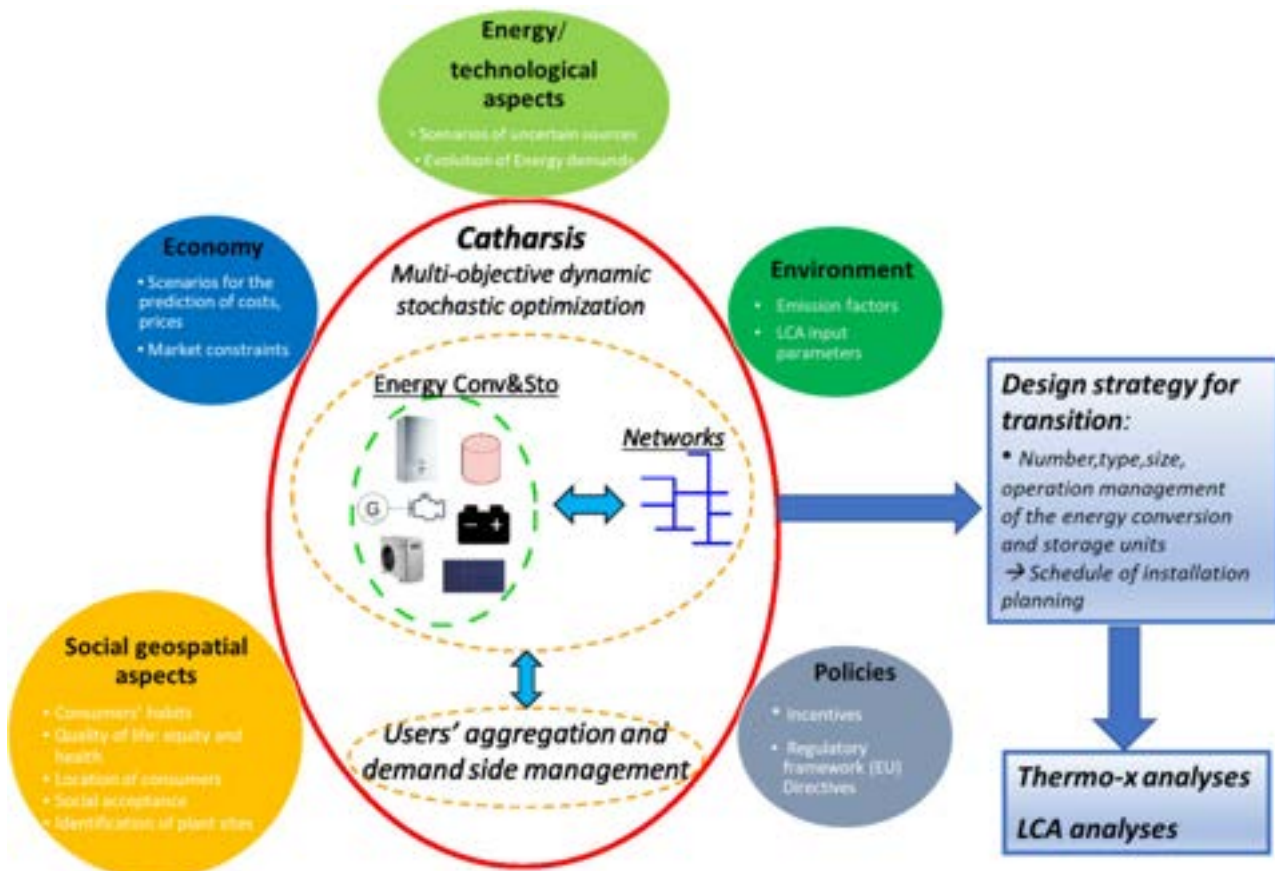 Energy/
technological
aspects
• Scenarios of uncertain sources
• Evolution of Energy demands
Economy
• Scenarios for the
prediction of costs,
prices
• Market constraints
Catharsis
Multi-objective dynamic
stochastic optimization
Environment
• Emission factors
• LCA input
parameters
Energy Conv&Sto
Networks
G
Design strategy for
transition:
• Number,type,size,
operation management
of the energy conversion
and storage units
→ Schedule of installation
planning
Social geospatial
aspects
• Consumers' habits
• Quality of life: equity and
health
• Location of consumers
• Social acceptance
• Identification of plant sites
Users' aggregation and
demand side management
Policies
• Incentives
• Regulatory
framework (EU)
Directives
Thermo-x analyses
LCA analyses